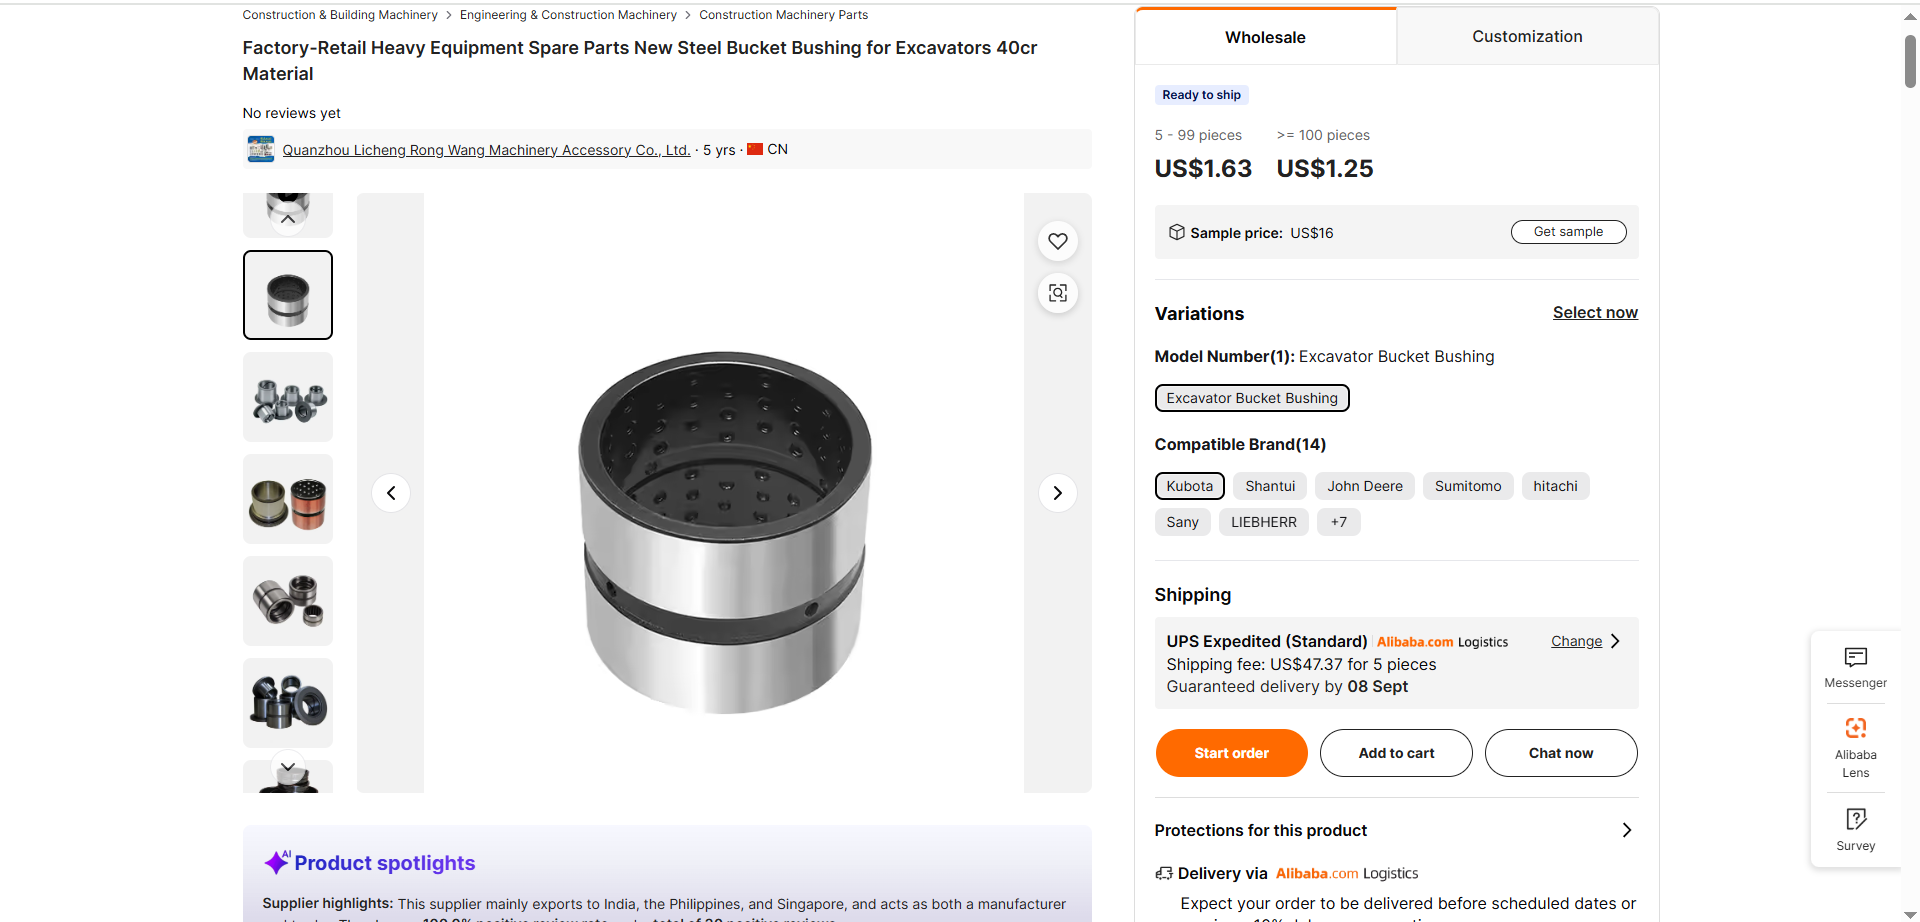 Construction & Building Machinery > Engineering & Construction Machinery > Construction Machinery Parts
Factory-Retail Heavy Equipment Spare Parts New Steel Bucket Bushing for Excavators 40cr
Material
No reviews yet
Quanzhou Licheng Rong Wang Machinery Accessory Co., Ltd. · 5 yrs · CN
AI Product spotlights
Supplier highlights: This supplier mainly exports to India, the Philippines, and Singapore, and acts as both a manufacturer
Wholesale
Customization
Ready to ship
5 - 99 pieces
>= 100 pieces
US$1.63
US$1.25
Sample price: US$16
Get sample
Variations
Select now
Model Number(1): Excavator Bucket Bushing
Excavator Bucket Bushing
Compatible Brand(14)
Kubota
Shantui
John Deere
Sumitomo
hitachi
Sany
LIEBHERR
+7
Shipping
UPS Expedited (Standard) Alibaba.com Logistics
Change
Shipping fee: US$47.37 for 5 pieces
Guaranteed delivery by 08 Sept
Start order
Add to cart
Chat now
Protections for this product
Delivery via Alibaba.com Logistics
Expect your order to be delivered before scheduled dates or
Messenger
Alibaba
Lens
Survey